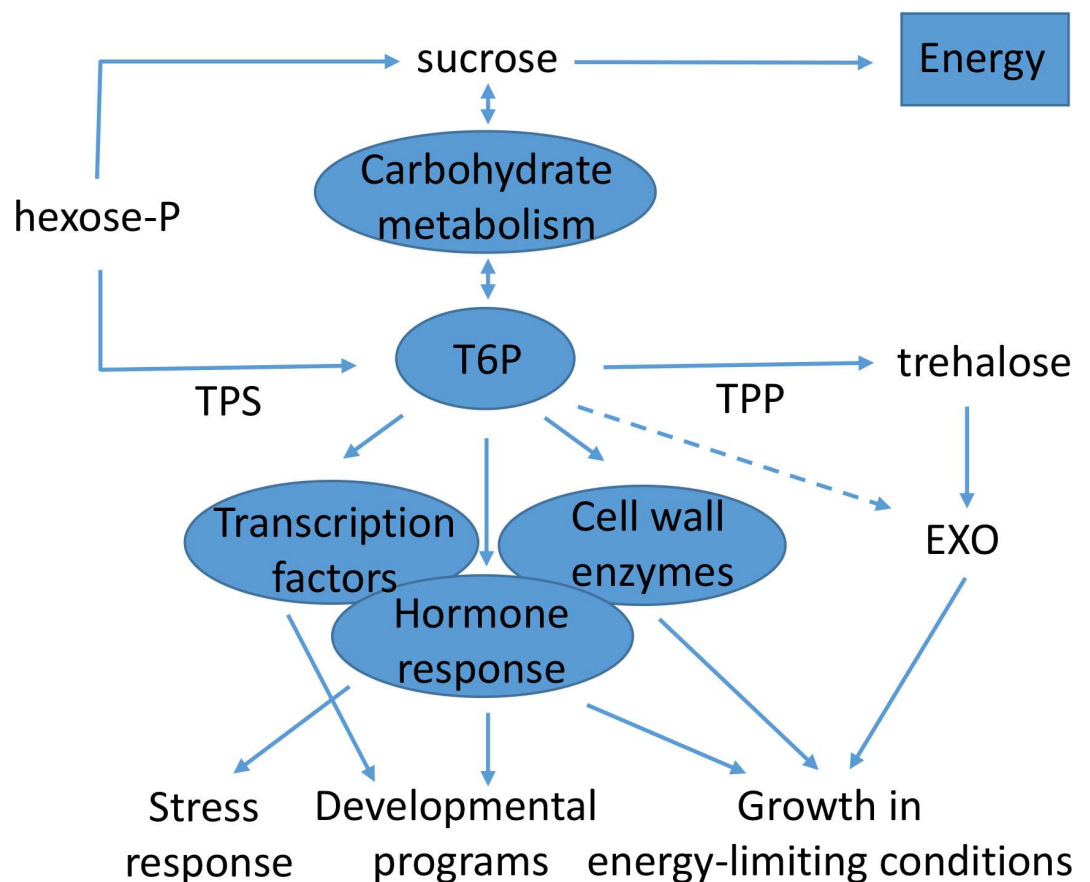 sucrose
Energy
Carbohydrate
metabolism
hexose-P
T6P
trehalose
TPS
TPP
Transcription
factors
Cell wall
enzymes
EXO
Hormone
response
Stress
response
Developmental
programs
Growth in
energy-limiting conditions